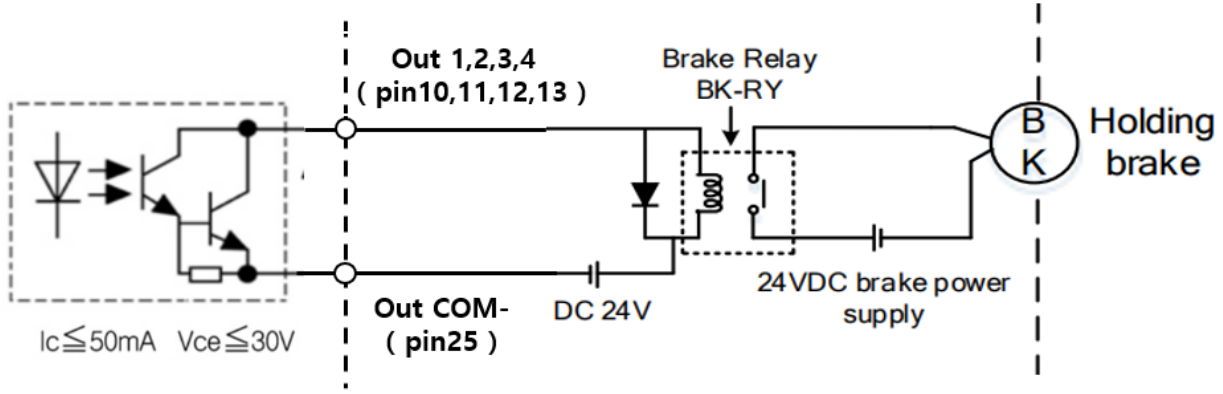 Out 1,2,3,4
( pin10,11,12,13 )
Brake Relay
BK-RY
B
K
Holding
brake
Out COM-
( pin25 )
DC 24V
24VDC brake power
supply
Ic≦50mA Vce≦30V